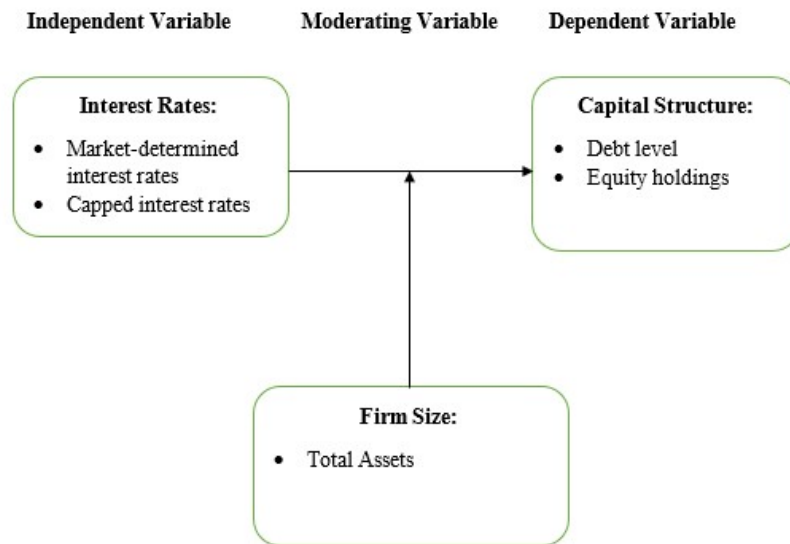 Independent Variable Moderating Variable Dependent Variable
Interest Rates:
• Market-determined
interest rates
• Capped interest rates
Capital Structure:
• Debt level
• Equity holdings
Firm Size:
• Total Assets